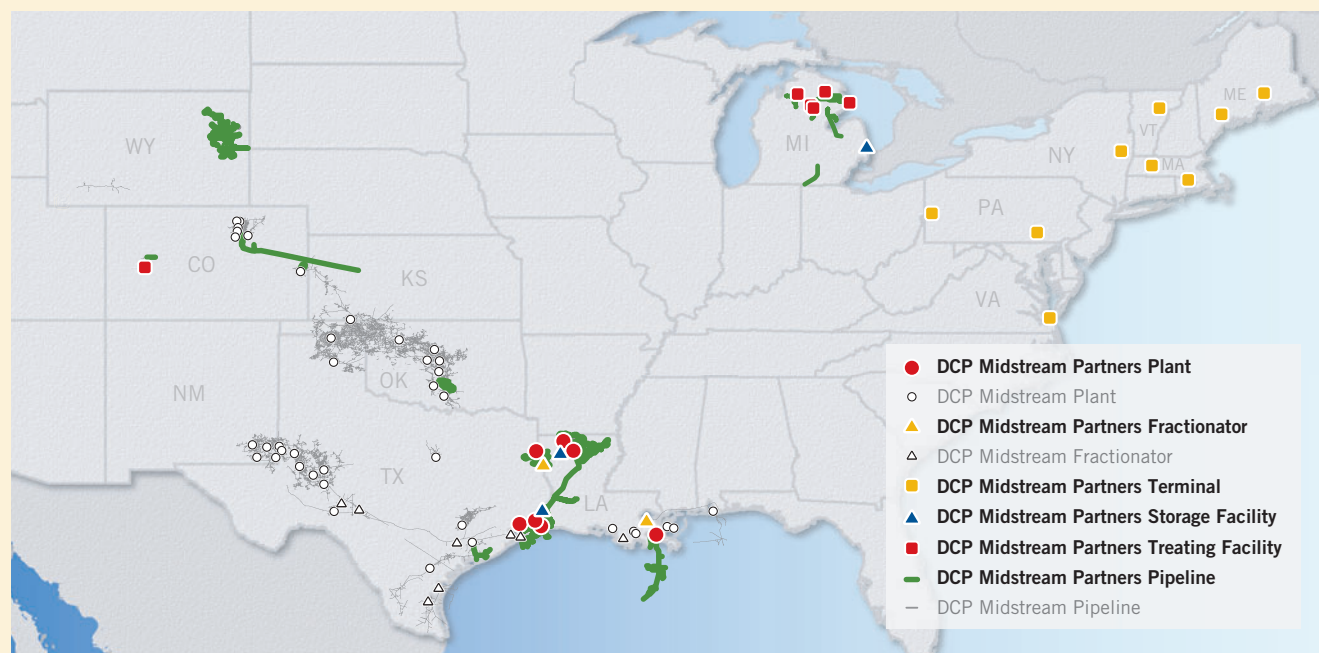 ME
VT
NY
MA
MI
WY
PA
CO
KS
VA
OK
NM
TX
LA
DCP Midstream Partners Plant
DCP Midstream Plant
DCP Midstream Partners Fractionator
DCP Midstream Fractionator
DCP Midstream Partners Terminal
DCP Midstream Partners Storage Facility
DCP Midstream Partners Treating Facility
DCP Midstream Partners Pipeline
DCP Midstream Pipeline